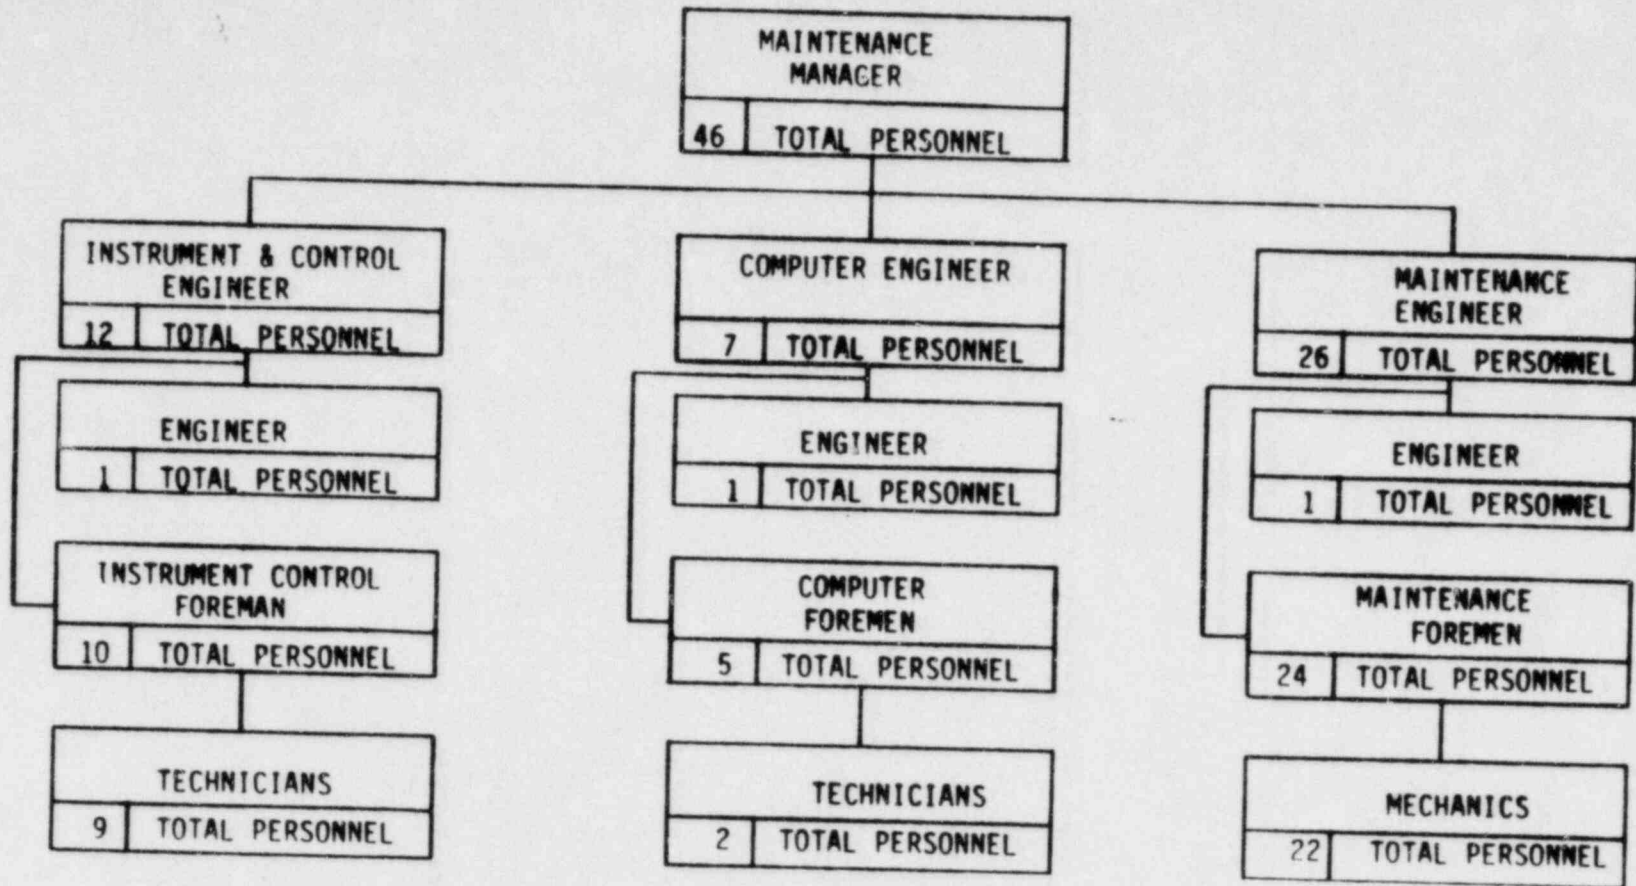 MAINTENANCE
MANAGER
46 TOTAL PERSONNEL
INSTRUMENT & CONTROL
ENGINEER
12 TOTAL PERSONNEL
COMPUTER ENGINEER
7 TOTAL PERSONNEL
MAINTENANCE
ENGINEER
26 TOTAL PERSONNEL
ENGINEER
1 TOTAL PERSONNEL
ENGINEER
1 TOTAL PERSONNEL
ENGINEER
1 TOTAL PERSONNEL
INSTRUMENT CONTROL
FOREMAN
10 TOTAL PERSONNEL
COMPUTER
FOREMEN
5 TOTAL PERSONNEL
MAINTENANCE
FOREMEN
24 TOTAL PERSONNEL
TECHNICIANS
9 TOTAL PERSONNEL
TECHNICIANS
2 TOTAL PERSONNEL
MECHANICS
22 TOTAL PERSONNEL